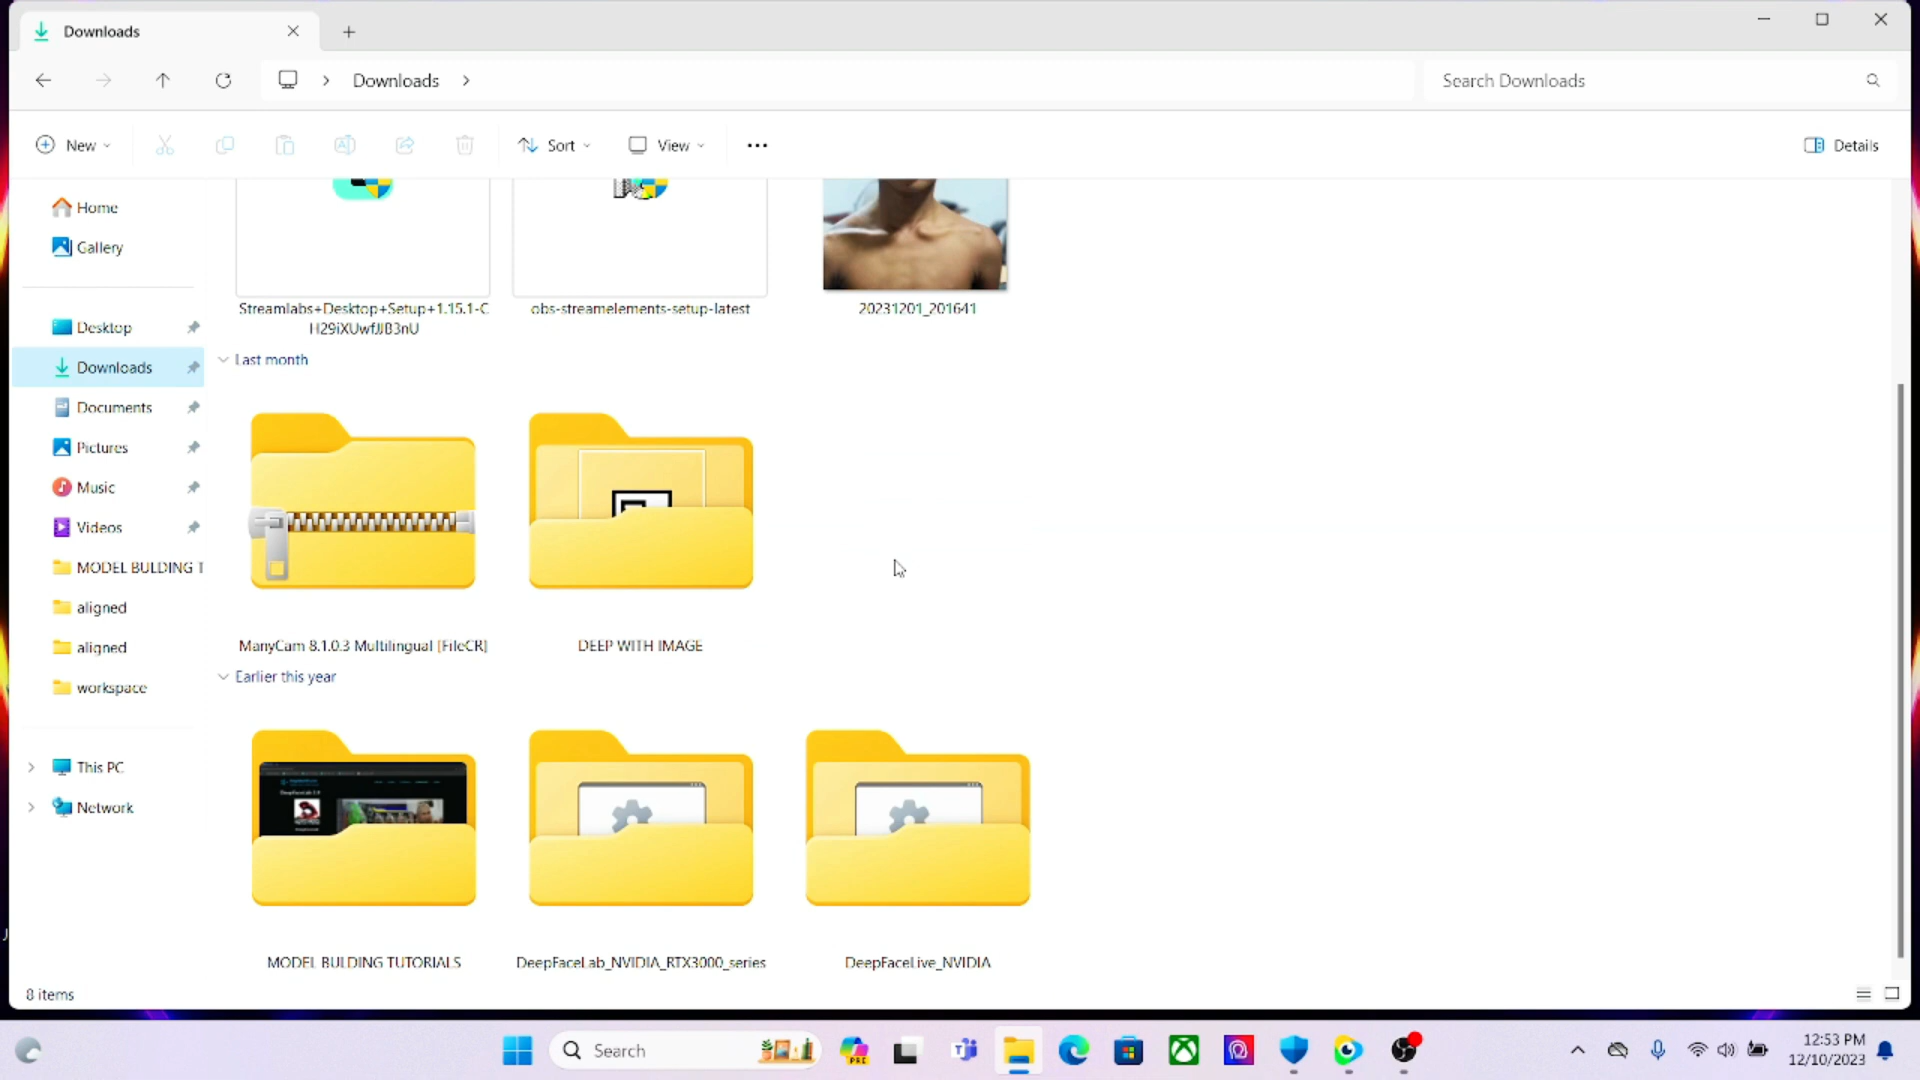 Downloads
Downloads
Search Downloads
New
Sort
View
Details
Home
Gallery
Desktop
Downloads
Documents
Pictures
Music
Videos
MODEL BULDING T
aligned
aligned
workspace
This PC
Network
Streamlabs+Desktop+Setup+1.15.1-C
H29iXUwfJJB3nU
obs-streamelements-setup-latest
20231201_201641
Last month
ManyCam 8.1.0.3 Multilingual [FileCR]
DEEP WITH IMAGE
Earlier this year
MODEL BULDING TUTORIALS
DeepFaceLab_NVIDIA_RTX3000_series
DeepFaceLive_NVIDIA
8 items
Search
PRE
12:53 PM
12/10/2023